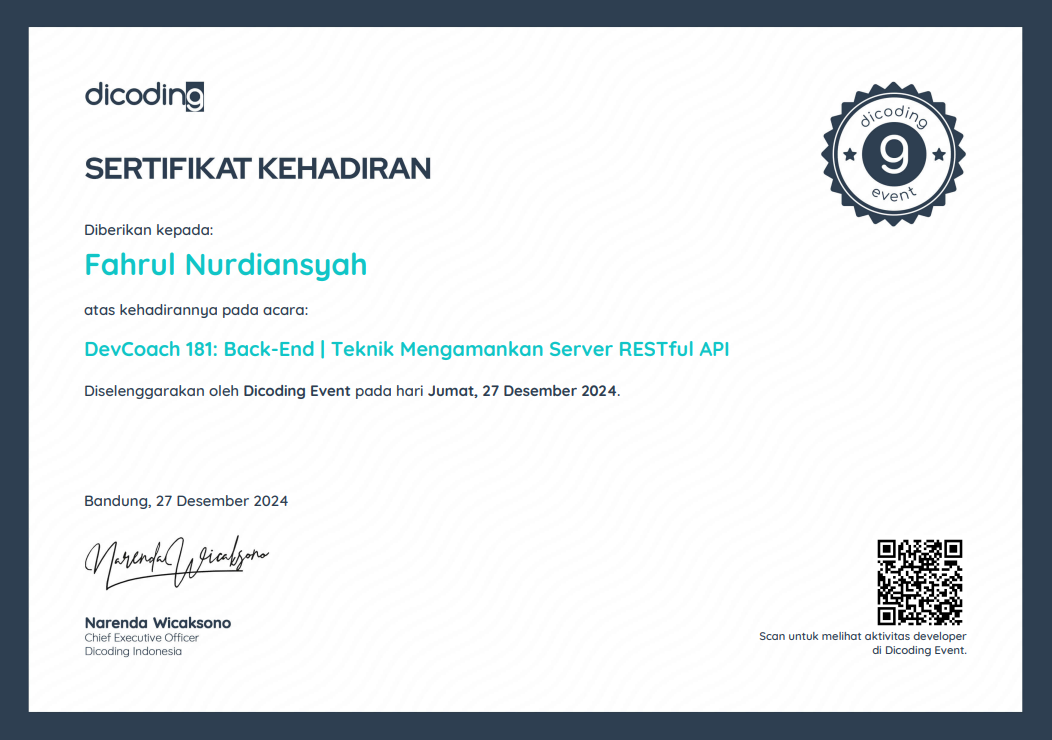 dicoding
dicoding
9
event
SERTIFIKAT KEHADIRAN
Diberikan kepada:
Fahrul Nurdiansyah
atas kehadirannya pada acara:
DevCoach 181: Back-End | Teknik Mengamankan Server RESTful API
Diselenggarakan oleh Dicoding Event pada hari Jumat, 27 Desember 2024.
Bandung, 27 Desember 2024
Narenda Wicaksono
Narenda Wicaksono
Chief Executive Officer
Dicoding Indonesia
Scan untuk melihat aktivitas developer
di Dicoding Event.